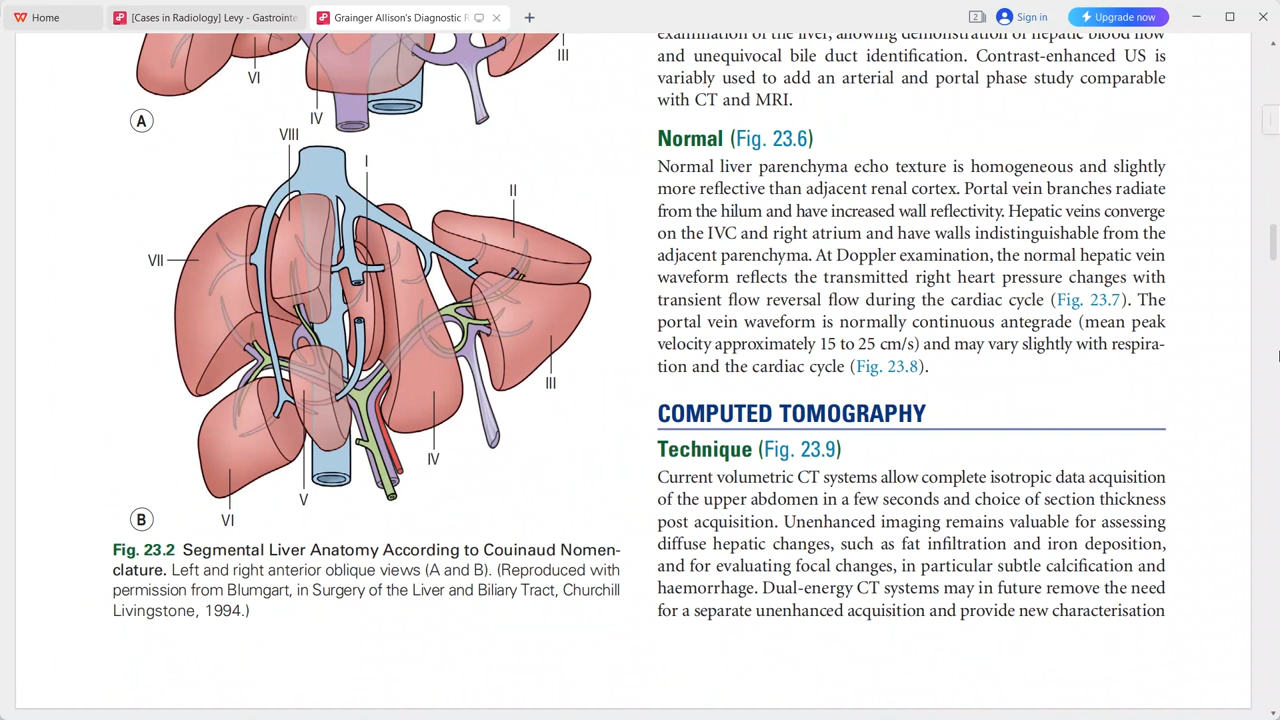 Home
[Cases in Radiology] Levy - Gastrointe
Grainger Allison's Diagnostic R
2
Sign in
Upgrade now
VI
IV
III
A
VIII
I
II
VII
III
IV
V
VI
B
Fig. 23.2 Segmental Liver Anatomy According to Couinaud Nomen-
clature. Left and right anterior oblique views (A and B). (Reproduced with
permission from Blumgart, in Surgery of the Liver and Biliary Tract, Churchill
Livingstone, 1994.)
examination of the liver, allowing demonstration of hepatic blood flow
and unequivocal bile duct identification. Contrast-enhanced US is
variably used to add an arterial and portal phase study comparable
with CT and MRI.
Normal (Fig. 23.6)
Normal liver parenchyma echo texture is homogeneous and slightly
more reflective than adjacent renal cortex. Portal vein branches radiate
from the hilum and have increased wall reflectivity. Hepatic veins converge
on the IVC and right atrium and have walls indistinguishable from the
adjacent parenchyma. At Doppler examination, the normal hepatic vein
waveform reflects the transmitted right heart pressure changes with
transient flow reversal flow during the cardiac cycle (Fig. 23.7). The
portal vein waveform is normally continuous antegrade (mean peak
velocity approximately 15 to 25 cm/s) and may vary slightly with respira-
tion and the cardiac cycle (Fig. 23.8).
COMPUTED TOMOGRAPHY
Technique (Fig. 23.9)
Current volumetric CT systems allow complete isotropic data acquisition
of the upper abdomen in a few seconds and choice of section thickness
post acquisition. Unenhanced imaging remains valuable for assessing
diffuse hepatic changes, such as fat infiltration and iron deposition,
and for evaluating focal changes, in particular subtle calcification and
haemorrhage. Dual-energy CT systems may in future remove the need
for a separate unenhanced acquisition and provide new characterisation